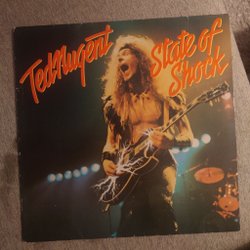 Ted Nugent
State of
Shock